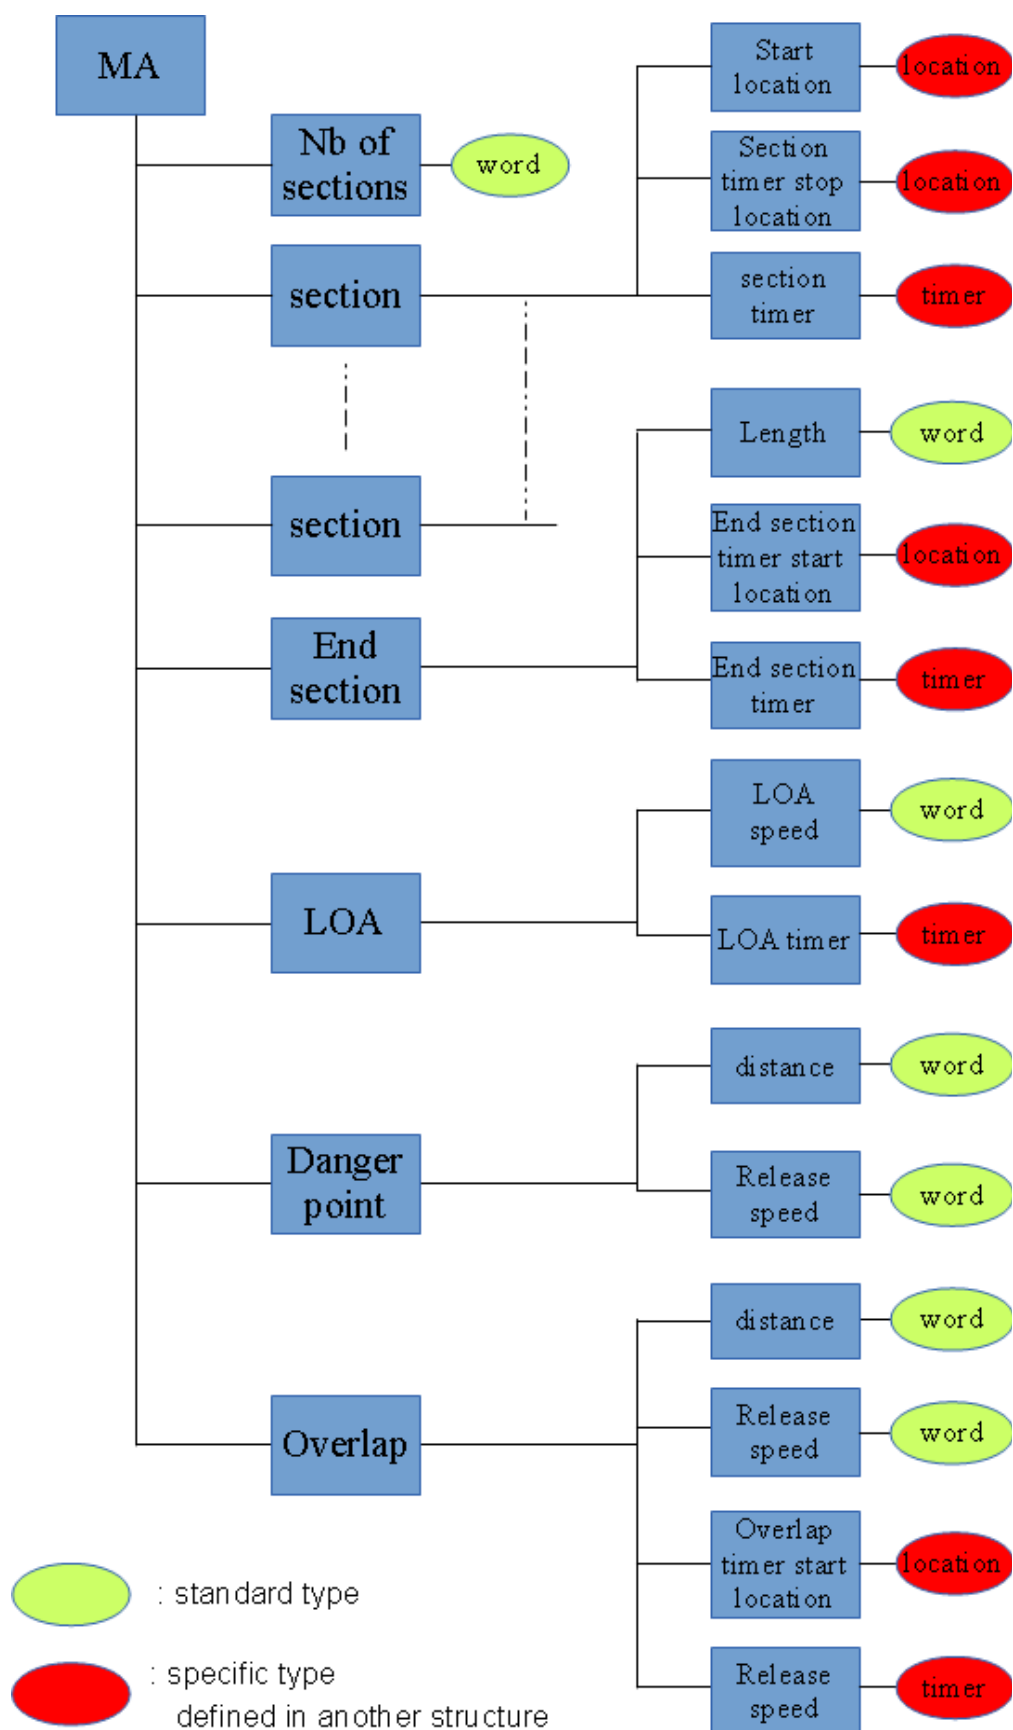 MA
Nb of
sections
word
Start
location
location
Section
timer stop
location
location
section
section
timer
timer
section
Length
word
End section
timer start
location
location
End
section
End section
timer
timer
LOA
LOA
speed
word
LOA timer
timer
Danger
point
distance
word
Release
speed
word
Overlap
distance
word
Release
speed
word
Overlap
timer start
location
location
Release
speed
timer
: standard type
: specific type
defined in another structure